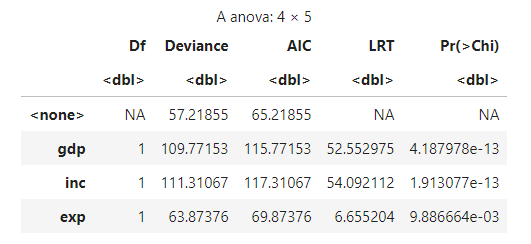 A anova: 4 × 5
Df Deviance AIC LRT Pr(>Chi)
<dbl> <dbl> <dbl> <dbl> <dbl>
<none> NA 57.21855 65.21855 NA NA
gdp 1 109.77153 115.77153 52.552975 4.187978e-13
inc 1 111.31067 117.31067 54.092112 1.913077e-13
exp 1 63.87376 69.87376 6.655204 9.886664e-03